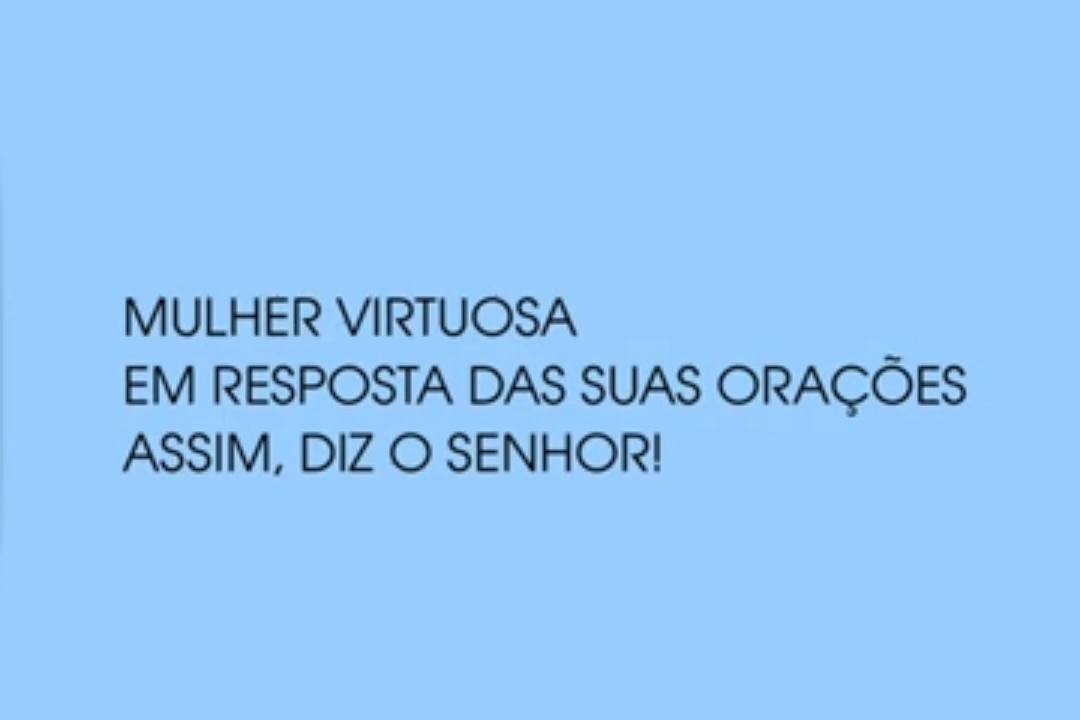 MULHER VIRTUOSA
EM RESPOSTA DAS SUAS ORAÇÕES
ASSIM, DIZ O SENHOR!